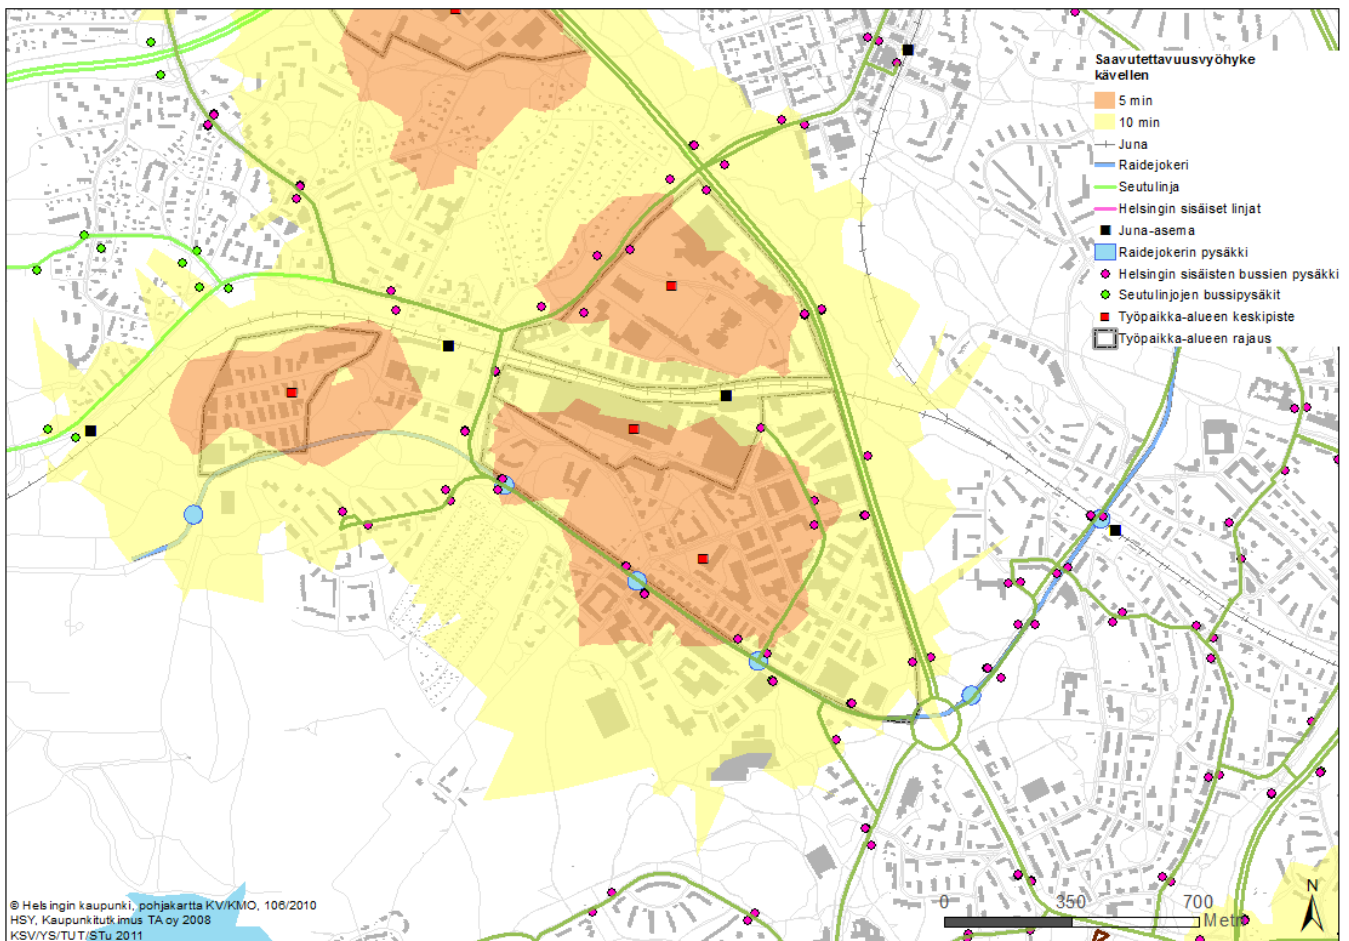 Saavutettavuusvyöhyke
kävellen
5 min
10 min
Juna
Raidejokeri
Seutulinja
Helsingin sisäiset linjat
Juna-asema
Raidejokerin pysäkki
Helsingin sisäisten bussien pysäkki
Seutulinjojen bussipysäkit
Työpaikka-alueen keskipiste
Työpaikka-alueen rajaus
N
0 350 700
Metri
© Helsingin kaupunki, pohjakartta KV/KMO, 106/2010
HSY, Kaupunkitutkimus TA oy 2008
KSV/YS/TUT/STu 2011